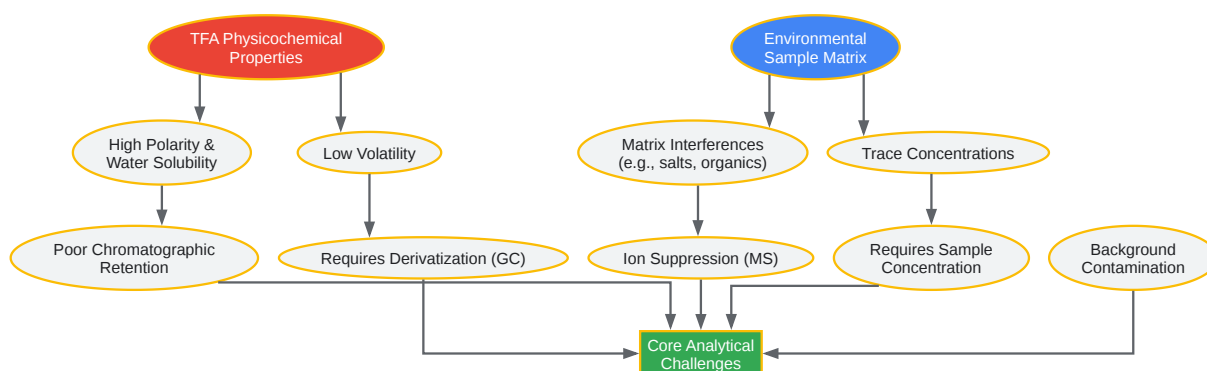 TFA Physicochemical
Properties
Environmental
Sample Matrix
High Polarity &
Water Solubility
Low Volatility
Matrix Interferences
(e.g., salts, organics)
Trace Concentrations
Poor Chromatographic
Retention
Requires Derivatization (GC)
Ion Suppression (MS)
Requires Sample
Concentration
Background
Contamination
Core Analytical
Challenges